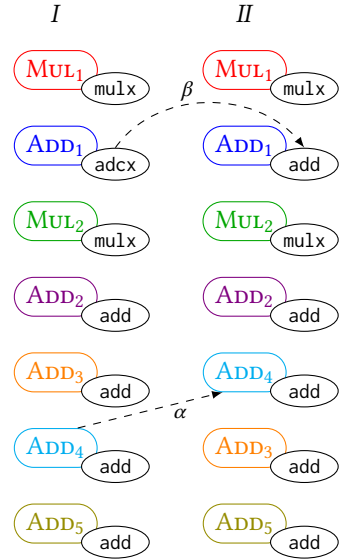 I II
MUL₁ mulx MUL₁ mulx
β
ADD₁ adcx ADD₁ add
MUL₂ mulx MUL₂ mulx
ADD₂ add ADD₂ add
ADD₃ add ADD₄ add
α
ADD₄ add ADD₃ add
ADD₅ add ADD₅ add